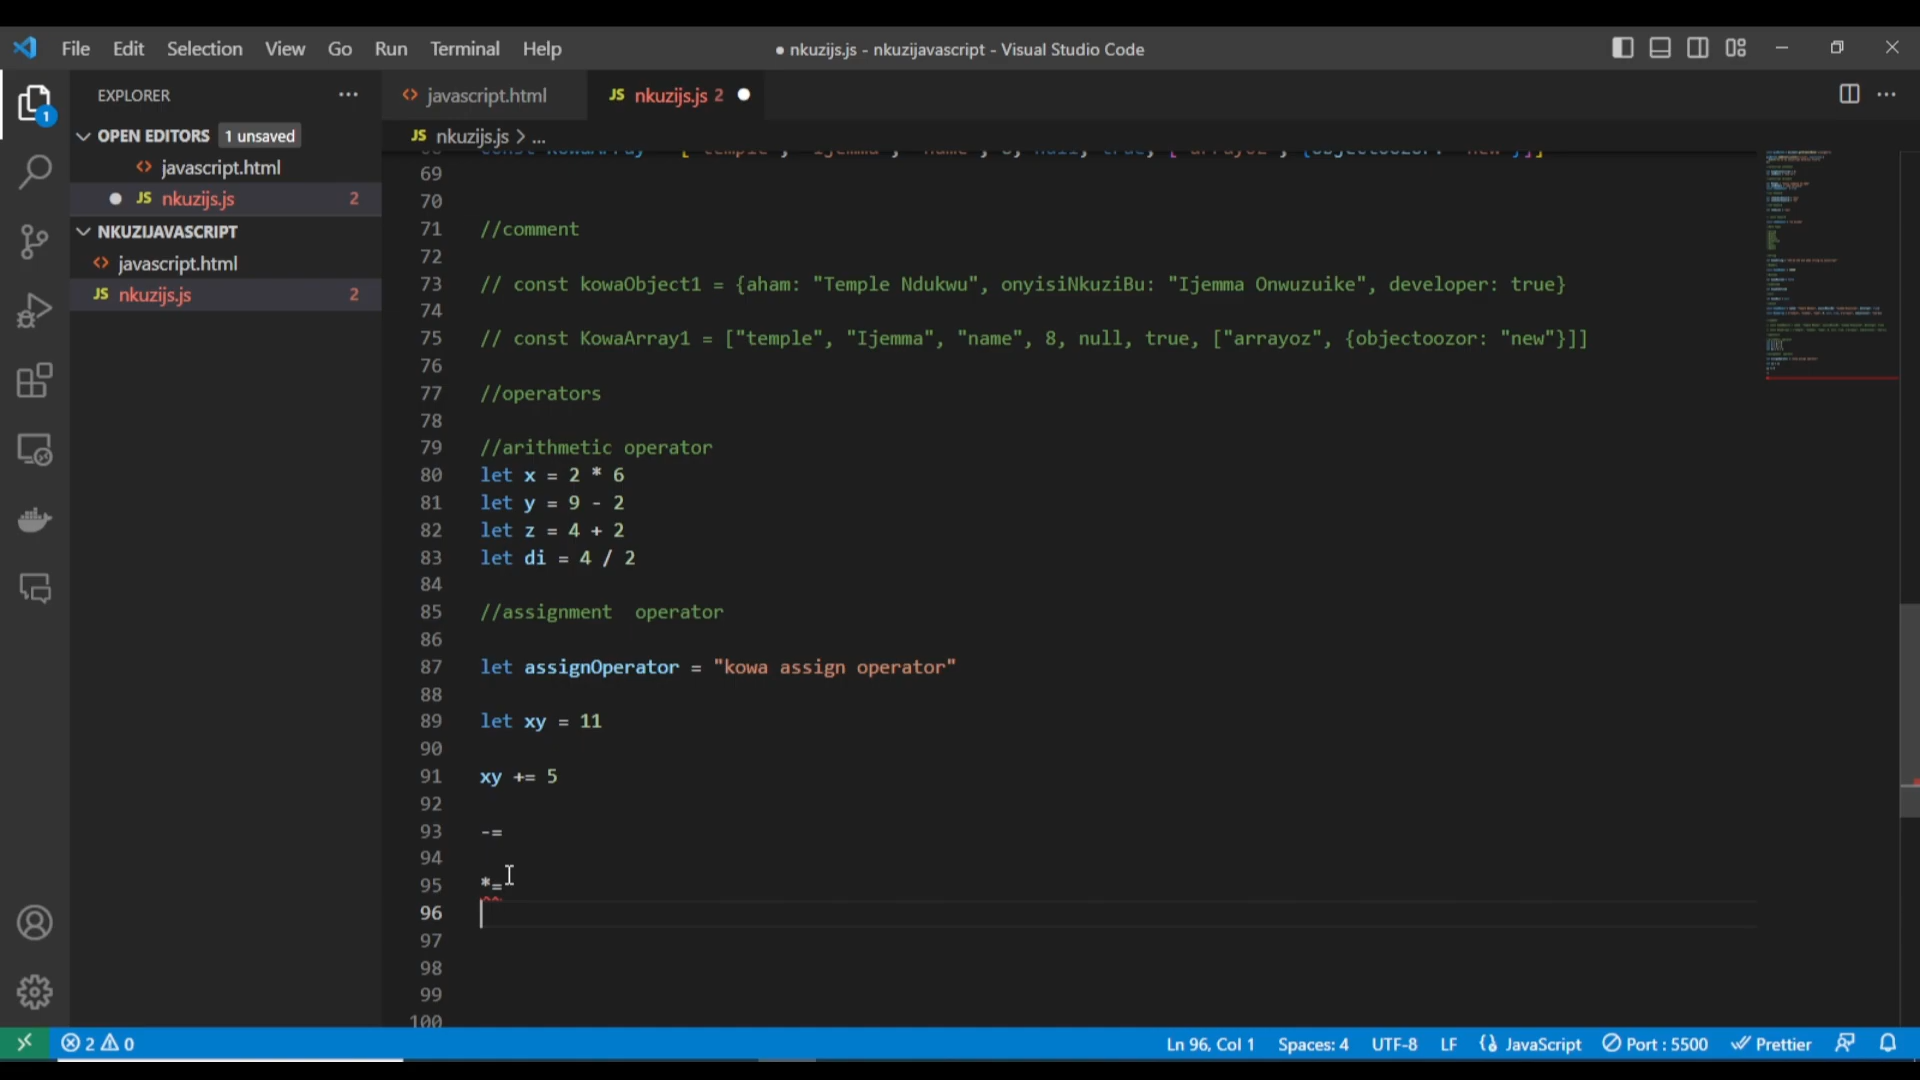 File Edit Selection View Go Run Terminal Help
● nkuzijs.js - nkuzijavascript - Visual Studio Code
EXPLORER ...
<> javascript.html
JS nkuzijs.js 2 ●
1
OPEN EDITORS 1 unsaved
JS nkuzijs.js > ...
<> javascript.html
● JS nkuzijs.js 2
NKUZIJAVASCRIPT
<> javascript.html
JS nkuzijs.js 2
69
70
71 //comment
72
73 // const kowaObject1 = {aham: "Temple Ndukwu", onyisiNkuziBu: "Ijemma Onwuzuike", developer: true}
74
75 // const KowaArray1 = ["temple", "Ijemma", "name", 8, null, true, ["arrayoz", {objectoozor: "new"}]]
76
77 //operators
78
79 //arithmetic operator
80 let x = 2 * 6
81 let y = 9 - 2
82 let z = 4 + 2
83 let di = 4 / 2
84
85 //assignment  operator
86
87 let assignOperator = "kowa assign operator"
88
89 let xy = 11
90
91 xy += 5
92
93 -=
94
95 *=
96
97
98
99
100
2 0
Ln 96, Col 1 Spaces: 4 UTF-8 LF JavaScript Port : 5500 Prettier